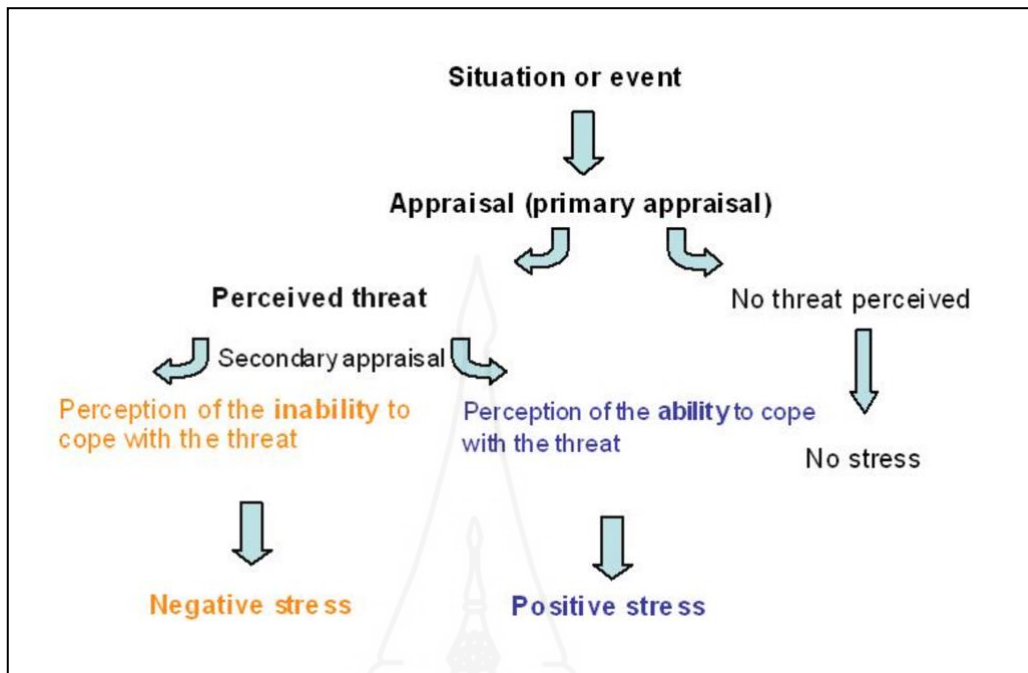 Situation or event
Appraisal (primary appraisal)
Perceived threat
No threat perceived
Secondary appraisal
Perception of the inability to
cope with the threat
Perception of the ability to cope
with the threat
No stress
Negative stress
Positive stress